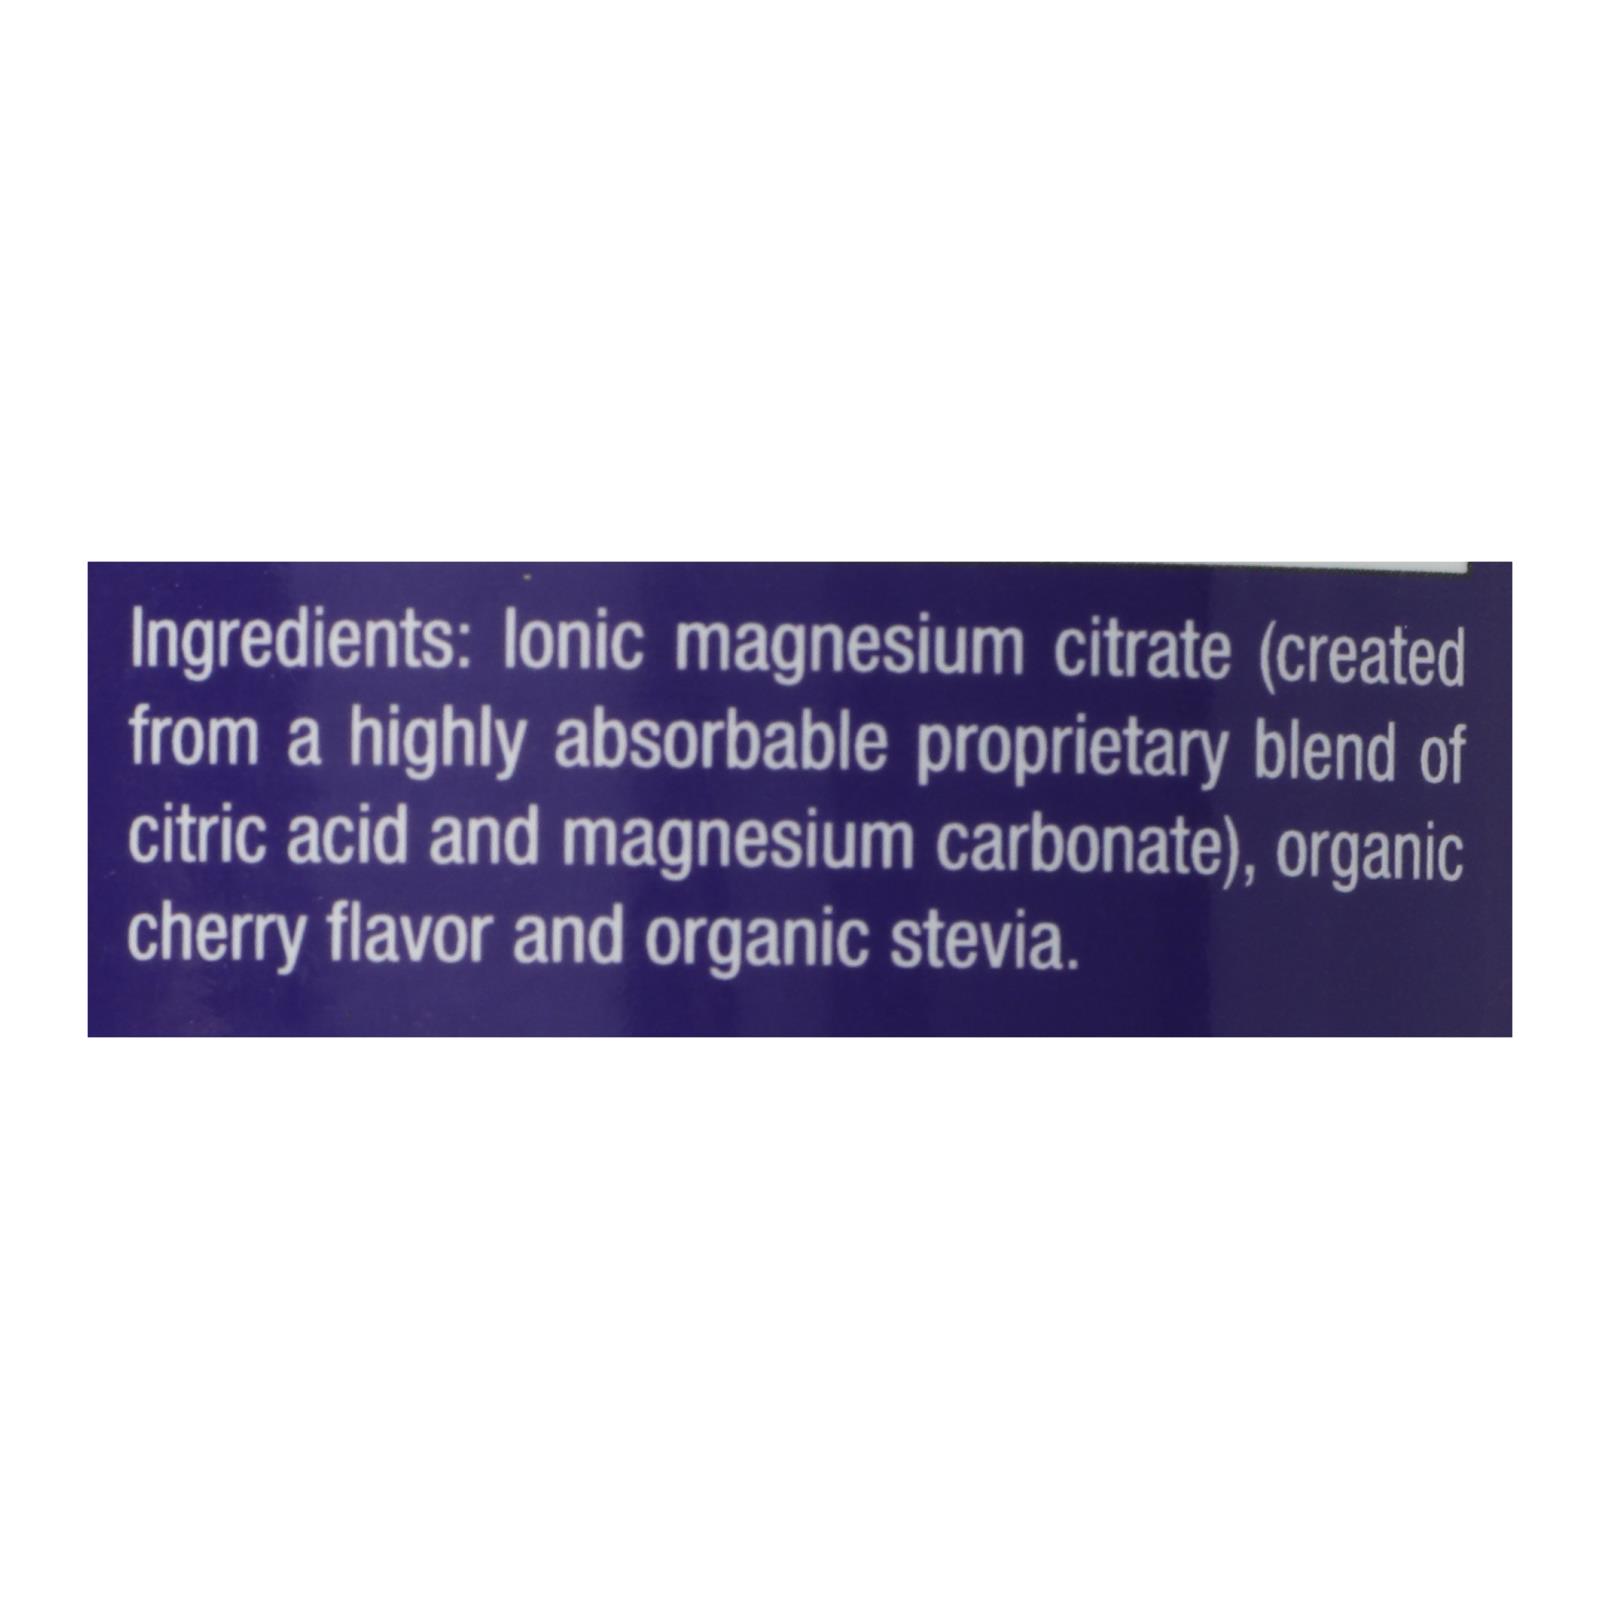 Ingredients: Ionic magnesium citrate (created
from a highly absorbable proprietary blend of
citric acid and magnesium carbonate), organic
cherry flavor and organic stevia.